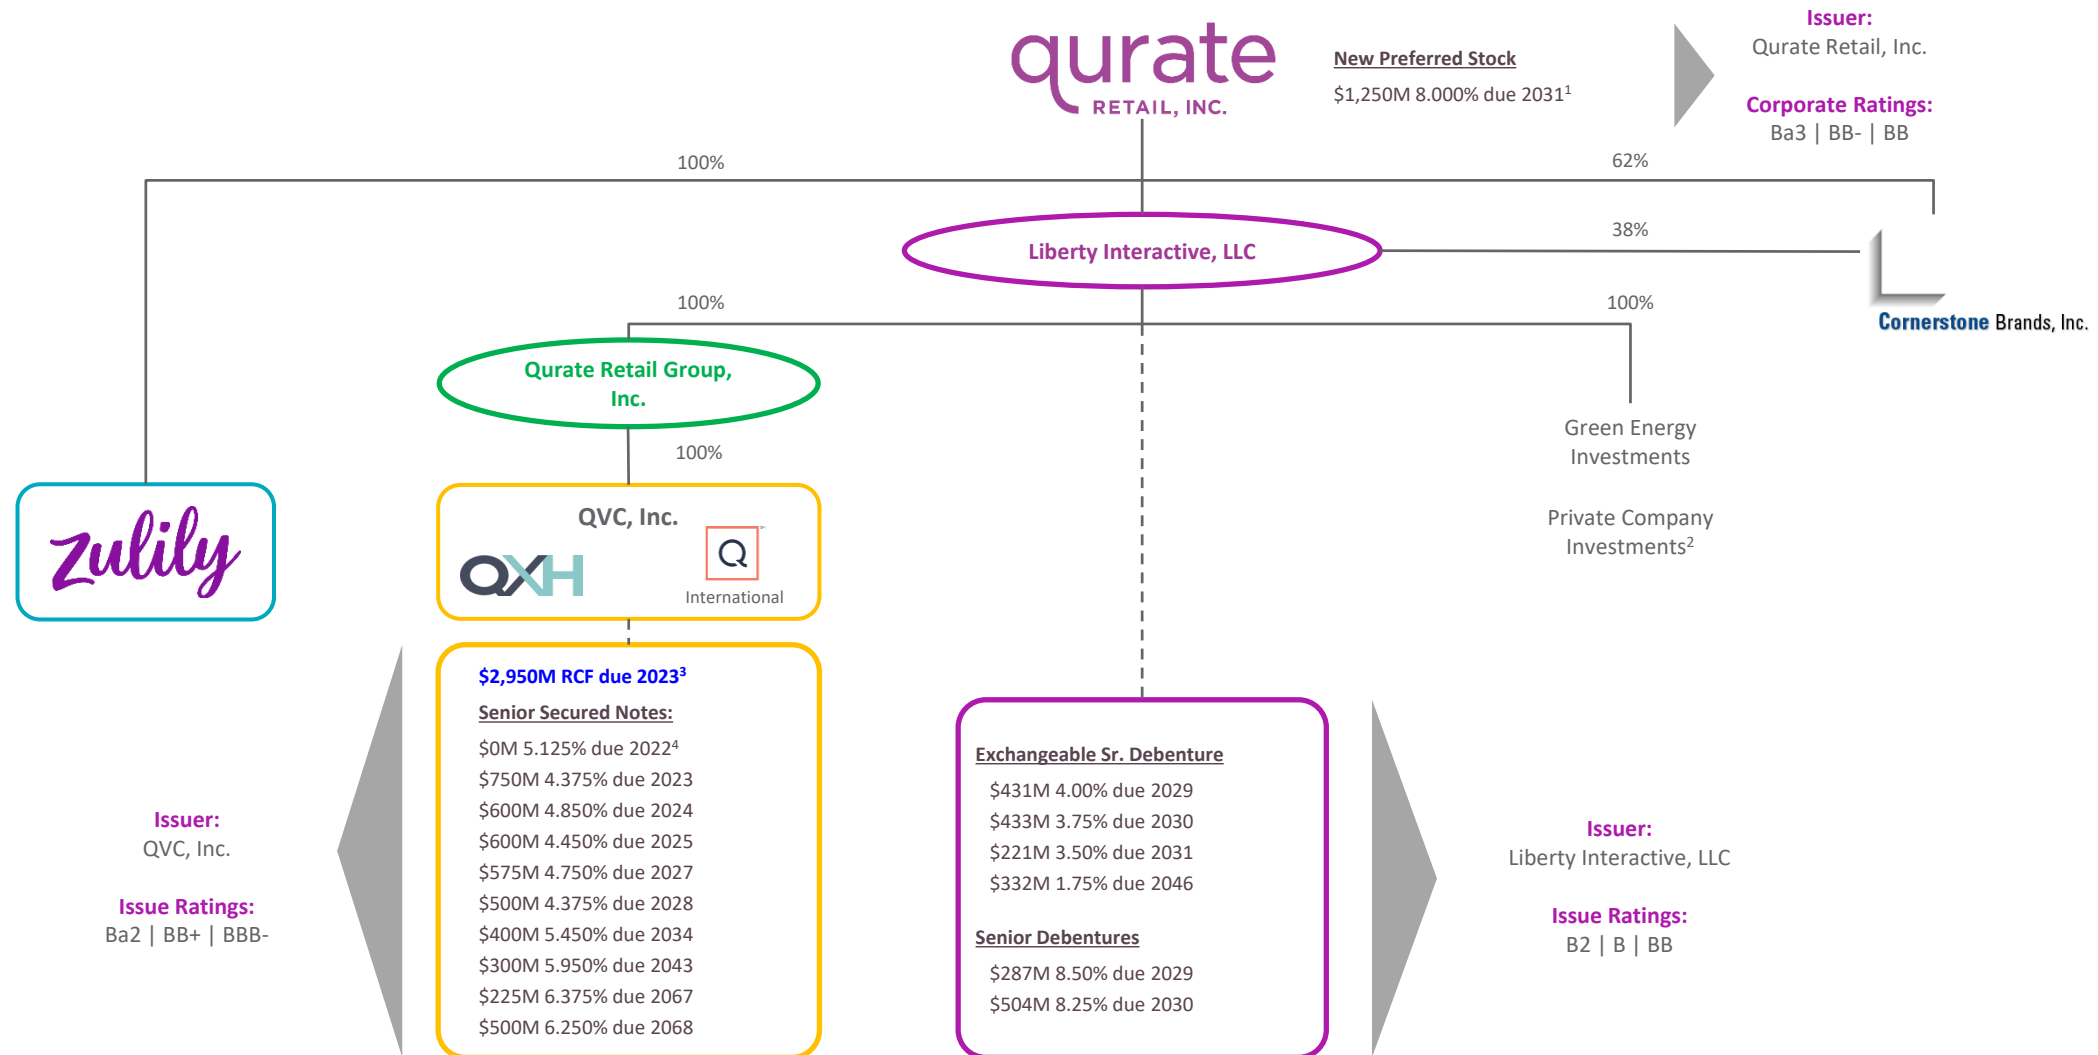 qurate
RETAIL, INC.
New Preferred Stock
$1,250M 8.000% due 2031¹
Issuer:
Qurate Retail, Inc.
Corporate Ratings:
Ba3 | BB- | BB
100%
62%
Liberty Interactive, LLC
38%
Cornerstone Brands, Inc.
100%
100%
Qurate Retail Group,
Inc.
100%
Green Energy
Investments
Private Company
Investments²
zulily
QVC, Inc.
QXH
Q
International
$2,950M RCF due 2023³
Senior Secured Notes:
$0M 5.125% due 2022⁴
$750M 4.375% due 2023
$600M 4.850% due 2024
$600M 4.450% due 2025
$575M 4.750% due 2027
$500M 4.375% due 2028
$400M 5.450% due 2034
$300M 5.950% due 2043
$225M 6.375% due 2067
$500M 6.250% due 2068
Issuer:
QVC, Inc.
Issue Ratings:
Ba2 | BB+ | BBB-
Exchangeable Sr. Debenture
$431M 4.00% due 2029
$433M 3.75% due 2030
$221M 3.50% due 2031
$332M 1.75% due 2046
Senior Debentures
$287M 8.50% due 2029
$504M 8.25% due 2030
Issuer:
Liberty Interactive, LLC
Issue Ratings:
B2 | B | BB